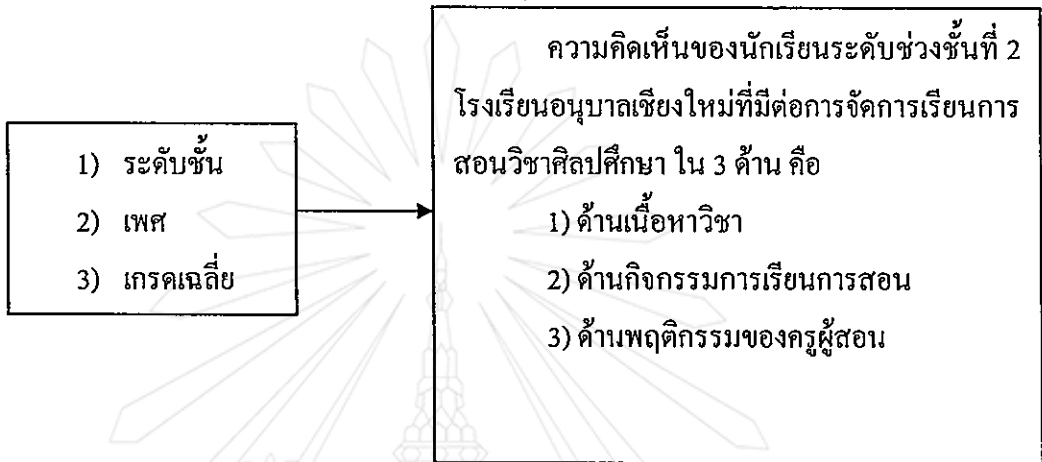 1) ระดับชั้น
2) เพศ
3) เกรดเฉลี่ย
ความคิดเห็นของนักเรียนระดับช่วงชั้นที่ 2
โรงเรียนอนุบาลเชียงใหม่ที่มีต่อการจัดการเรียนการ
สอนวิชาศิลปศึกษา ใน 3 ด้าน คือ
1) ด้านเนื้อหาวิชา
2) ด้านกิจกรรมการเรียนการสอน
3) ด้านพฤติกรรมของครูผู้สอน